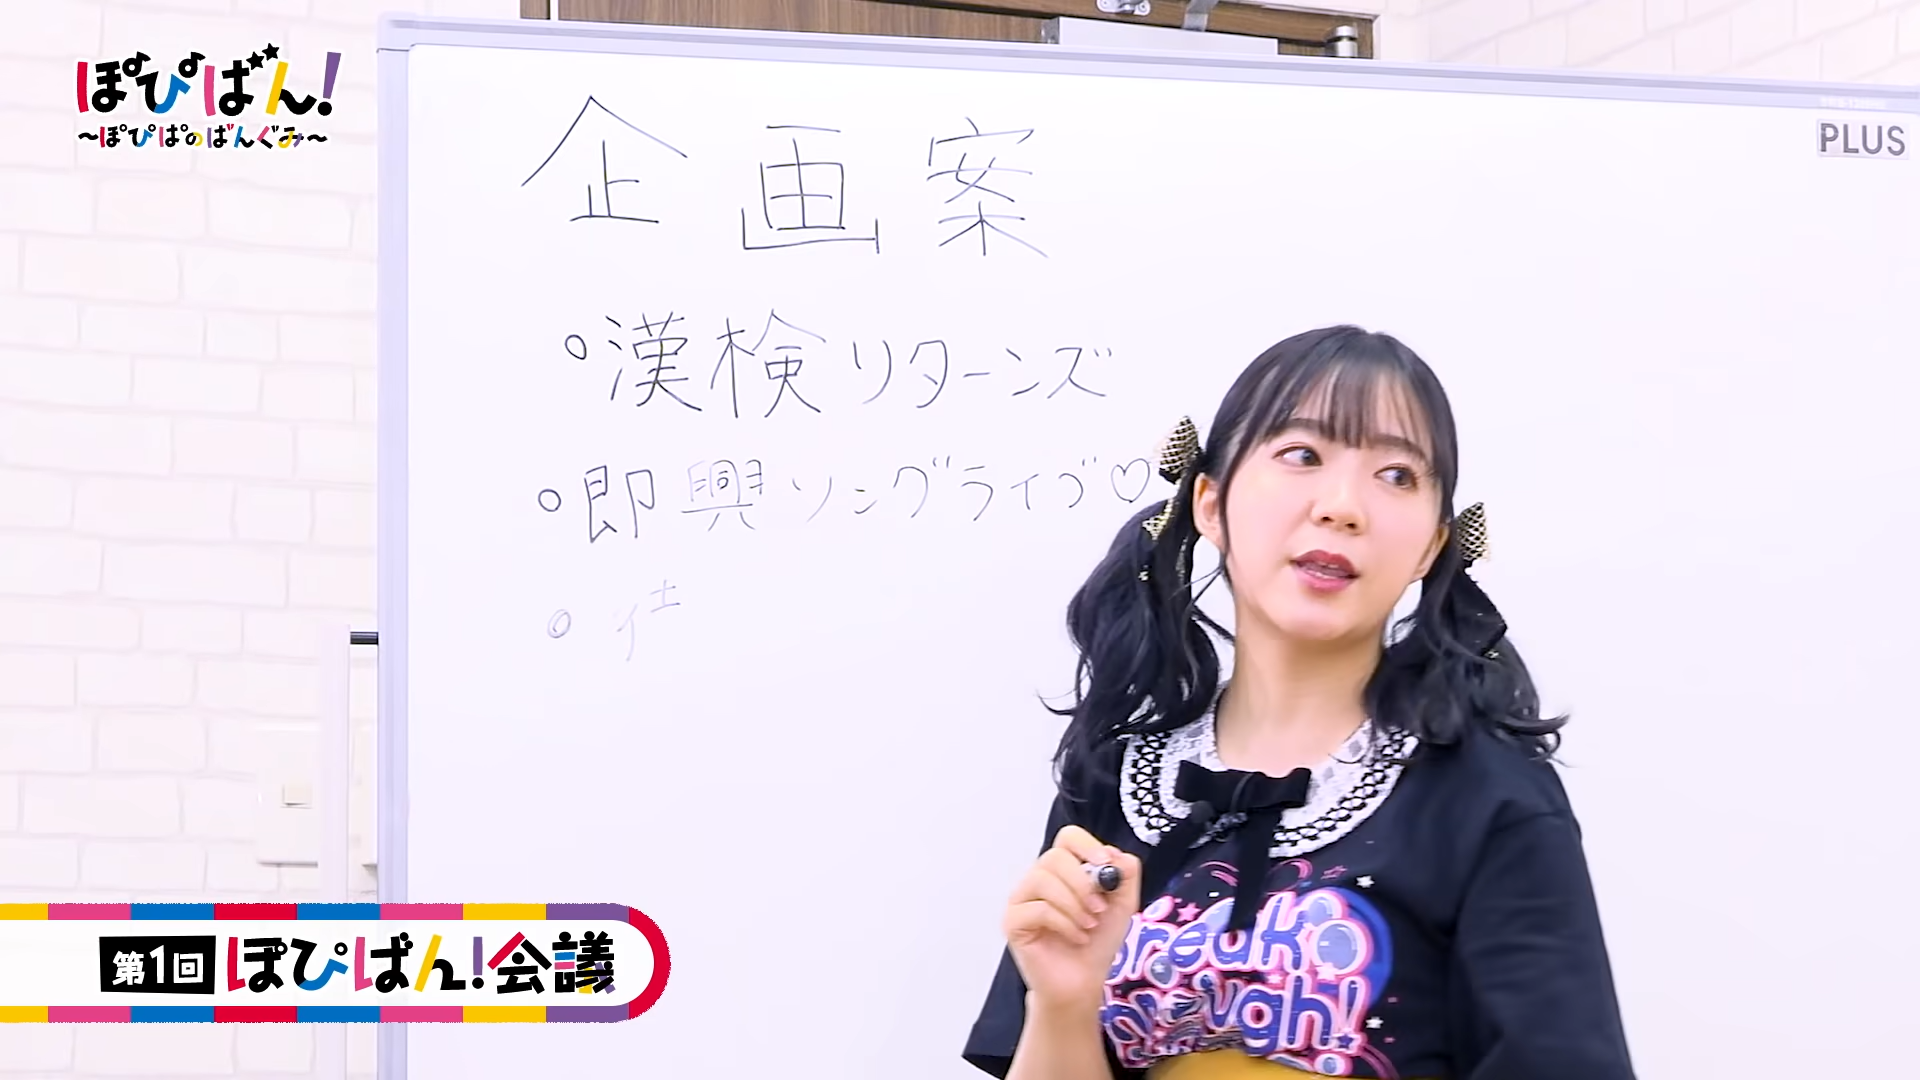 ぽぴばん!
〜ぽぴぱのばんぐみ〜
PLUS
企画案
・漢検リターンズ
・即興ソングライブ♡
第1回 ぽぴばん!会議
Break
Through!